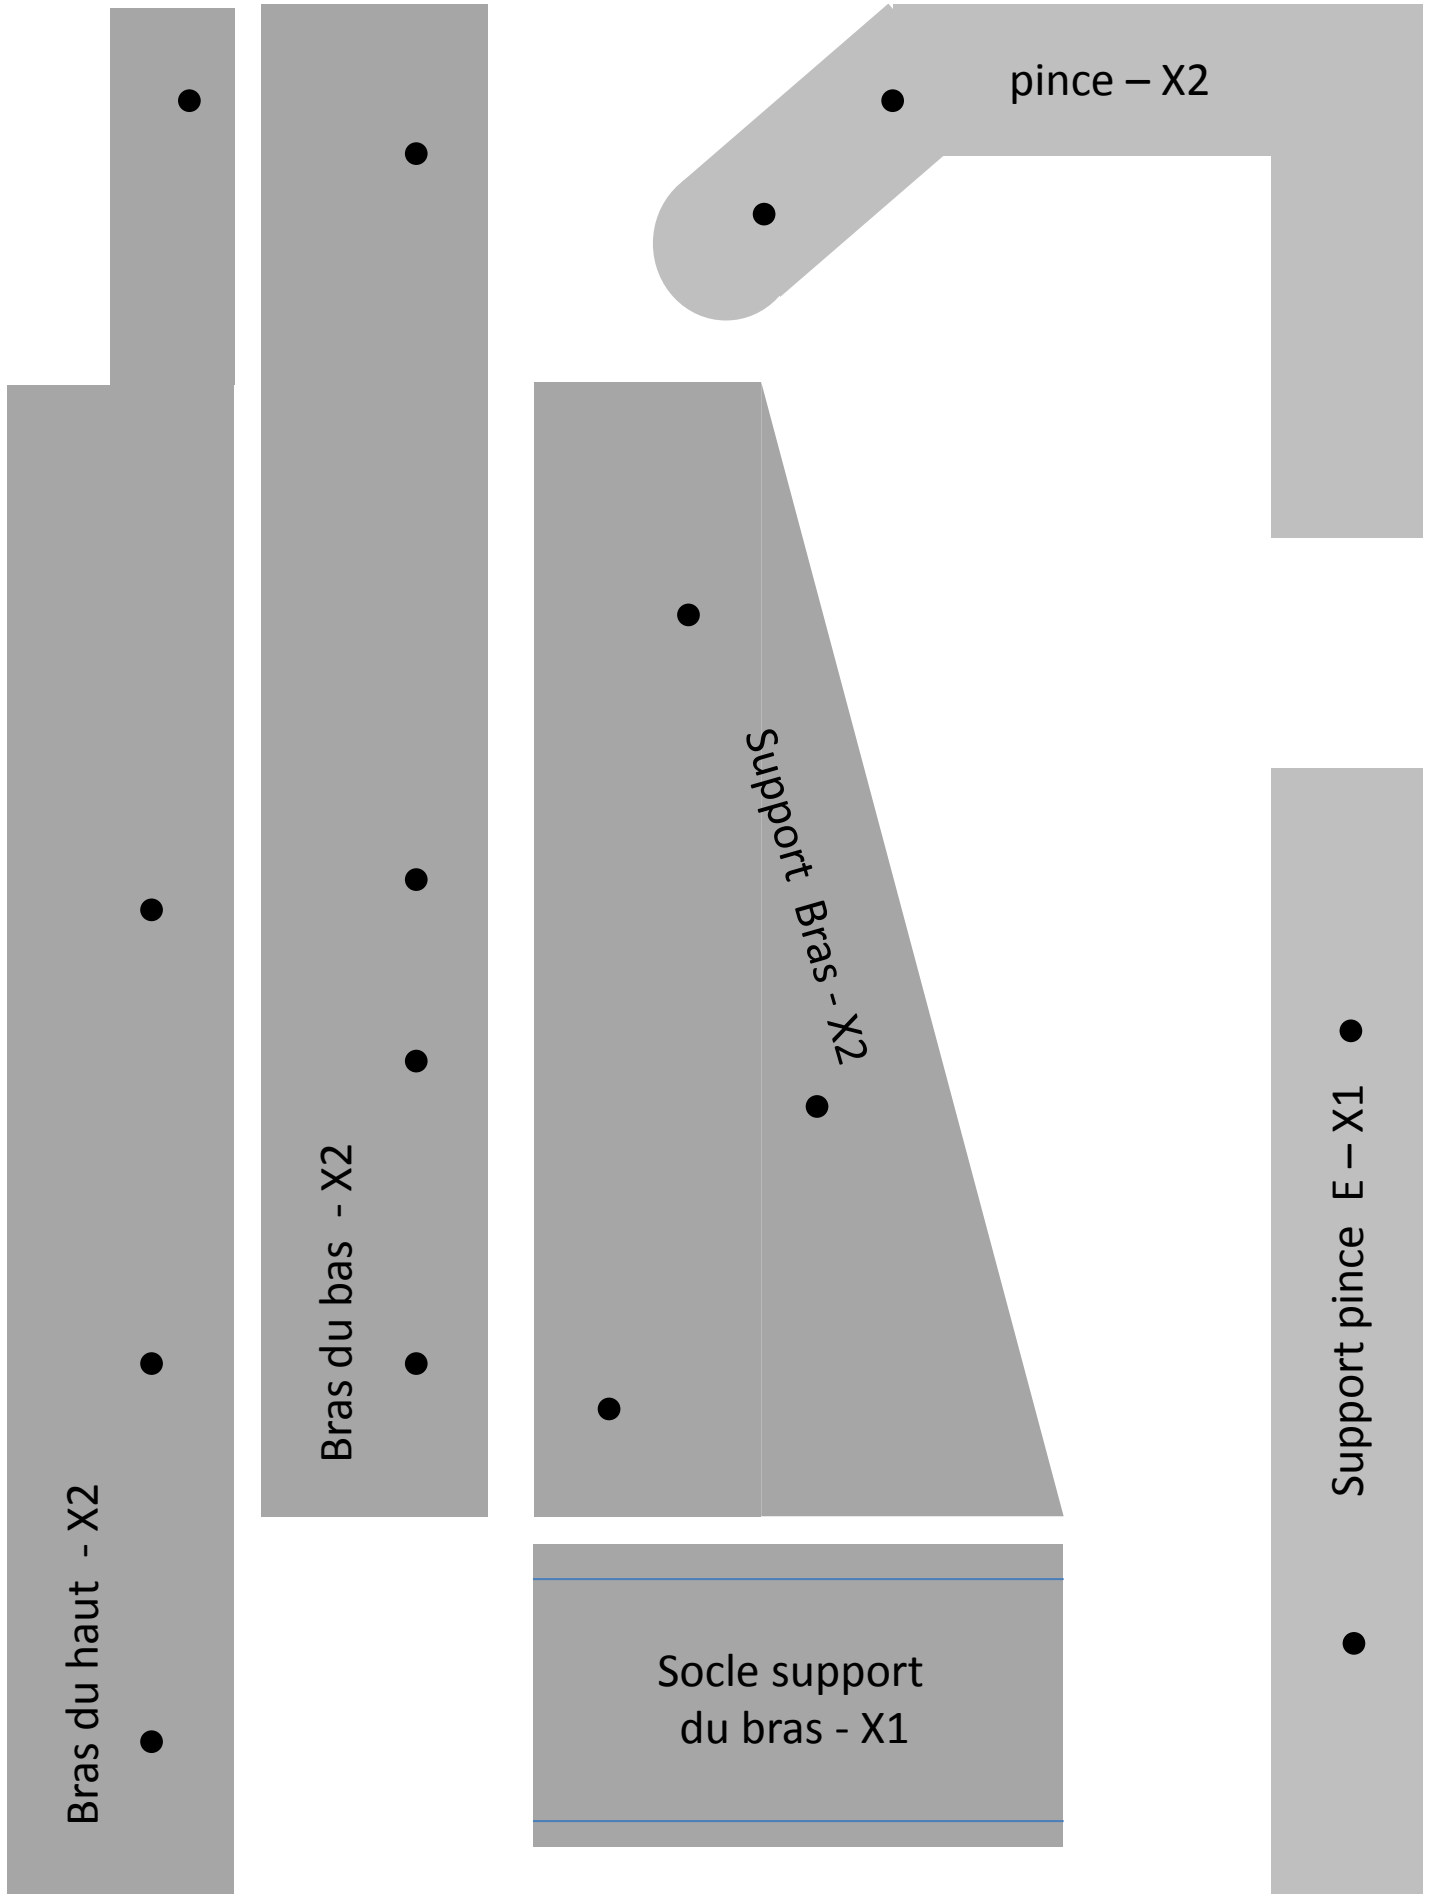 pince – X2
Support Bras - X2
Bras du bas - X2
Bras du haut - X2
Support pince E – X1
Socle support
du bras - X1